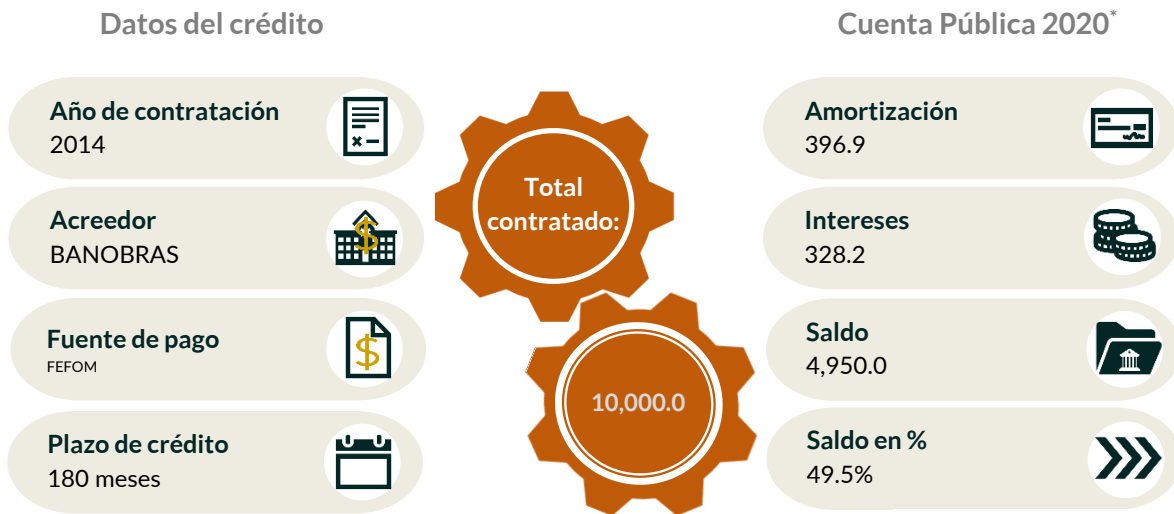 Datos del crédito
Año de contratación
2014
Acreedor
BANOBRAS
Fuente de pago
FEFOM
Plazo de crédito
180 meses
Total
contratado:
10,000.0
Cuenta Pública 2020*
Amortización
396.9
Intereses
328.2
Saldo
4,950.0
Saldo en %
49.5%